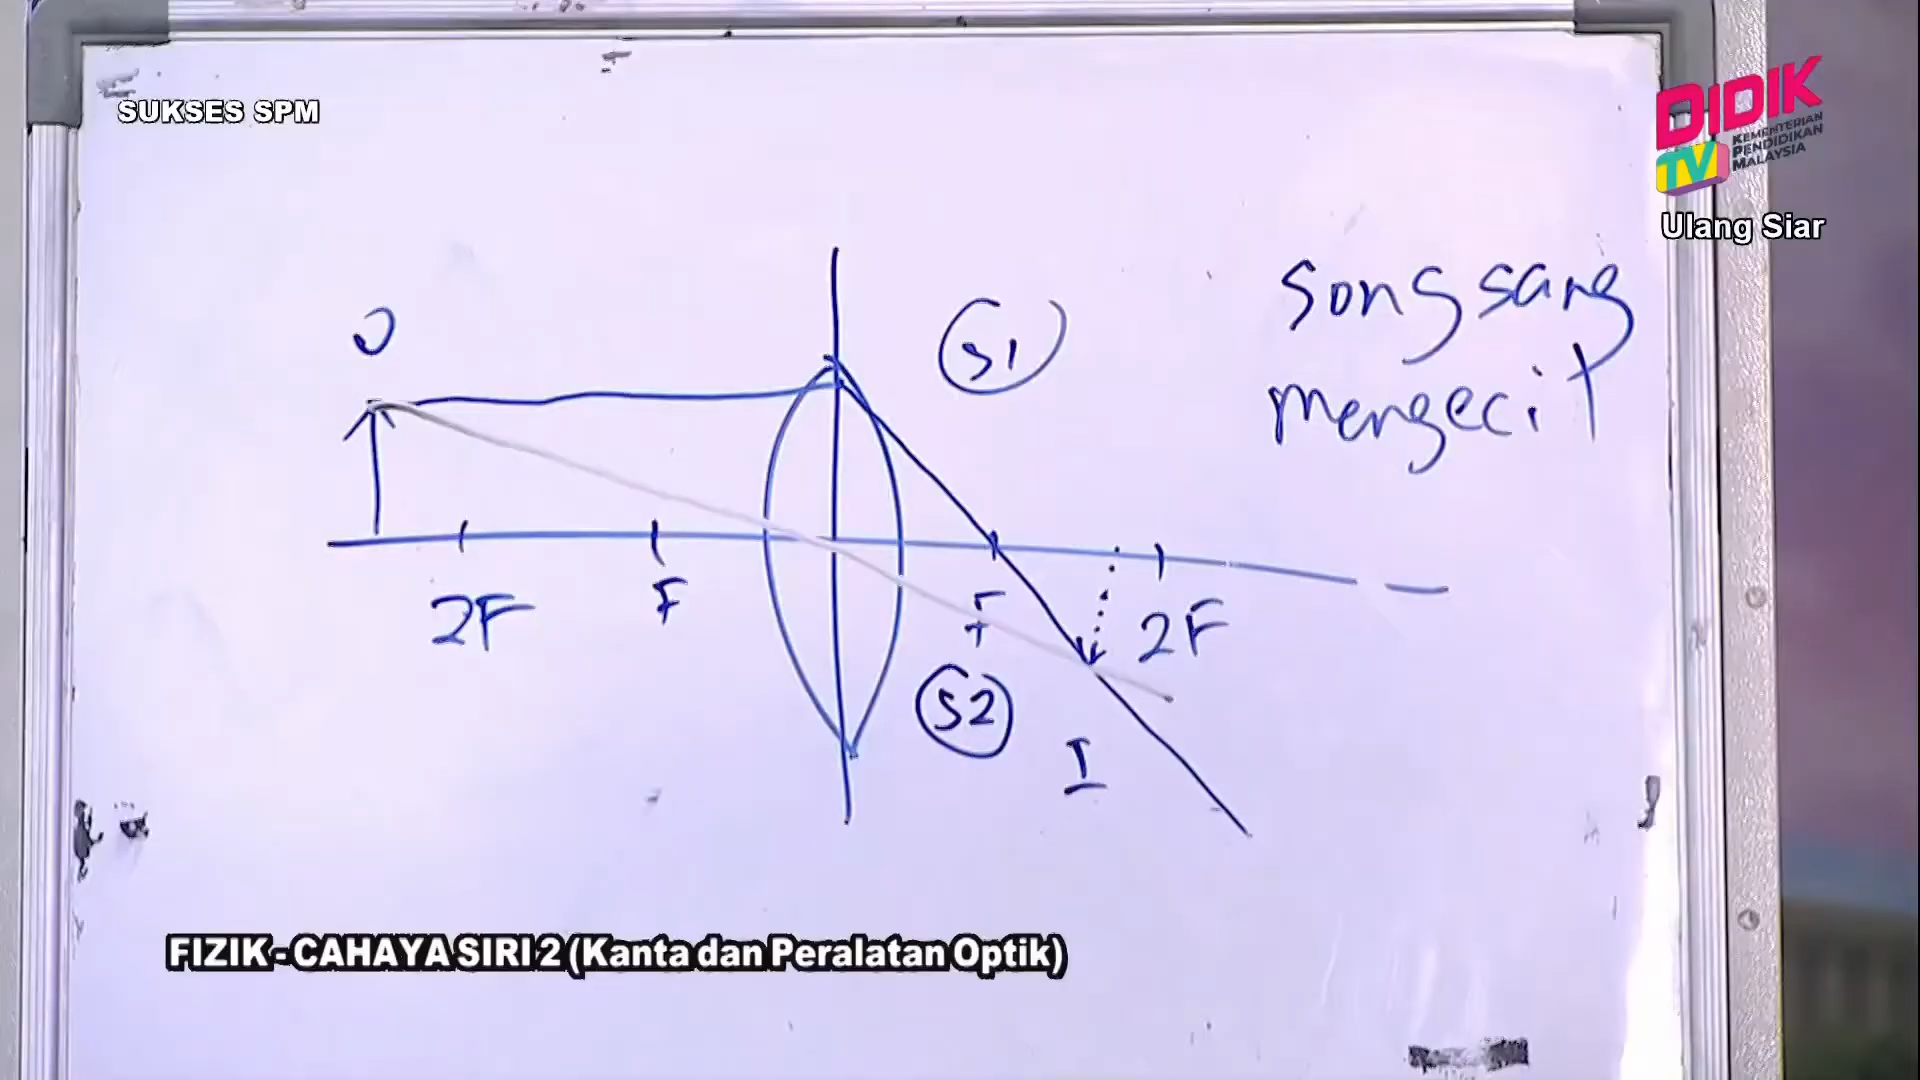 SUKSES SPM
DIDIK
TV
KEMENTERIAN
PENDIDIKAN
MALAYSIA
Ulang Siar
songsang
mengecil
O
S1
2F
F
F
2F
S2
I
FIZIK - CAHAYA SIRI 2 (Kanta dan Peralatan Optik)